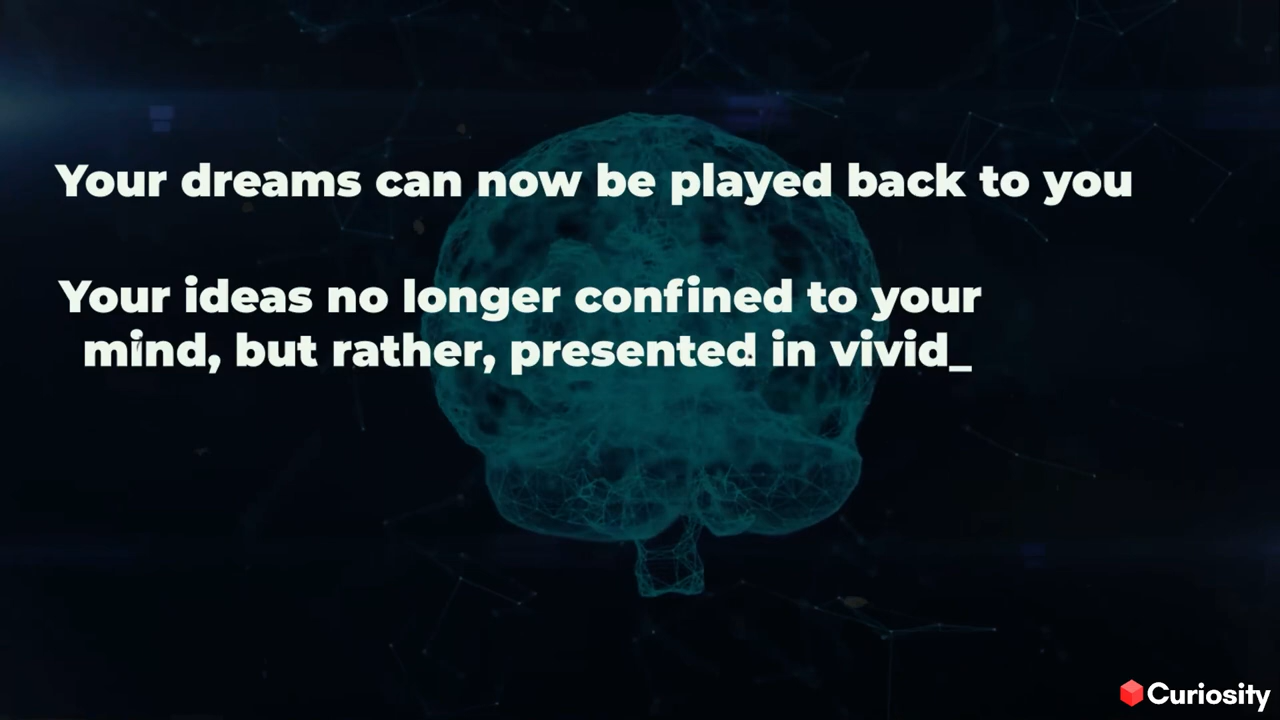 Your dreams can now be played back to you
Your ideas no longer confined to your
mind, but rather, presented in vivid_
Curiosity